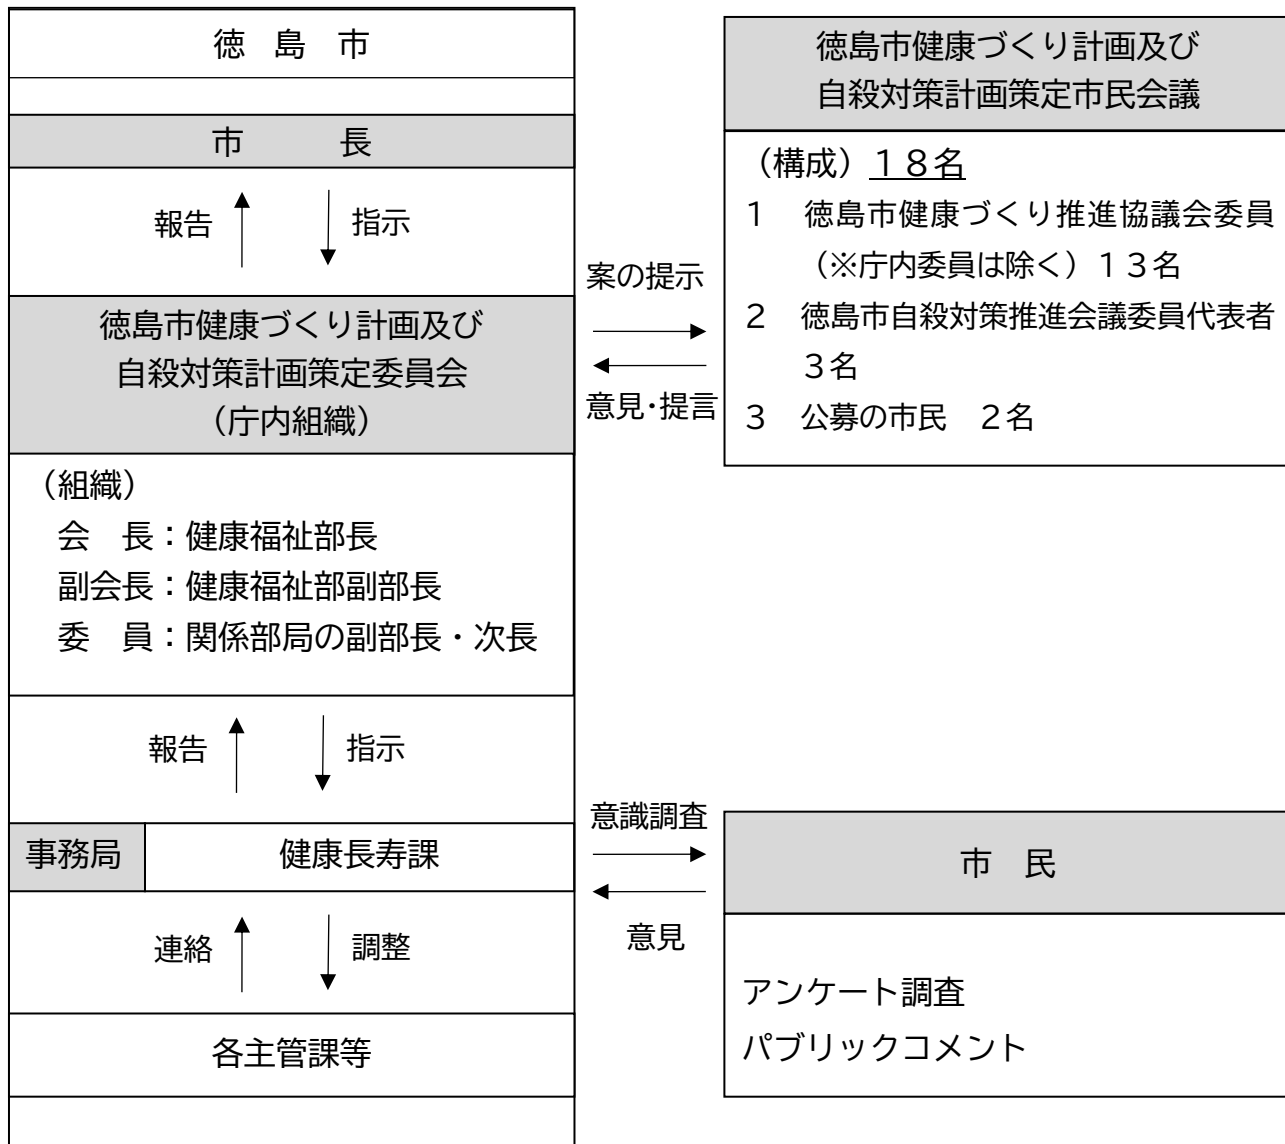 徳 島 市
市 長
報告 指示
徳島市健康づくり計画及び
自殺対策計画策定委員会
（庁内組織）
（組織）
会 長：健康福祉部長
副会長：健康福祉部副部長
委 員：関係部局の副部長・次長
報告 指示
事務局 健康長寿課
連絡 調整
各主管課等
案の提示
意見・提言
徳島市健康づくり計画及び
自殺対策計画策定市民会議
（構成）１８名
１ 徳島市健康づくり推進協議会委員
（※庁内委員は除く）１３名
２ 徳島市自殺対策推進会議委員代表者
３名
３ 公募の市民 ２名
意識調査
意見
市 民
アンケート調査
パブリックコメント